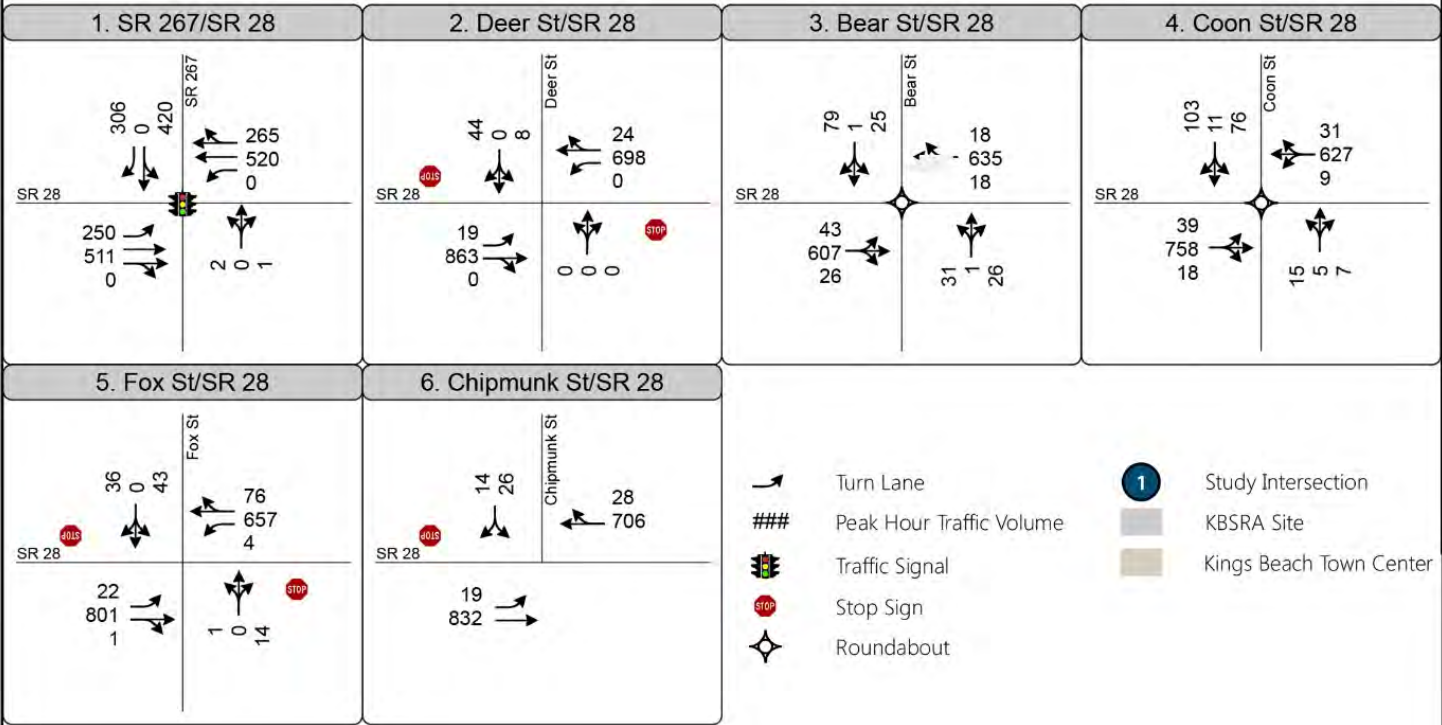 1. SR 267/SR 28
SR 267
306 0 420
265
520
0
SR 28
250
511
0
2 0 1
2. Deer St/SR 28
Deer St
44 0 8
24
698
0
STOP
SR 28
19
863
0
0 0 0
STOP
3. Bear St/SR 28
Bear St
79 1 25
18
635
18
SR 28
43
607
26
31 1 26
4. Coon St/SR 28
Coon St
103 11 76
31
627
9
SR 28
39
758
18
15 5 7
5. Fox St/SR 28
Fox St
36 0 43
76
657
4
STOP
SR 28
22
801
1
1 0 14
STOP
6. Chipmunk St/SR 28
Chipmunk St
14 26
28
706
STOP
SR 28
19
832
Turn Lane
### Peak Hour Traffic Volume
Traffic Signal
STOP Stop Sign
Roundabout
1 Study Intersection
KBSRA Site
Kings Beach Town Center